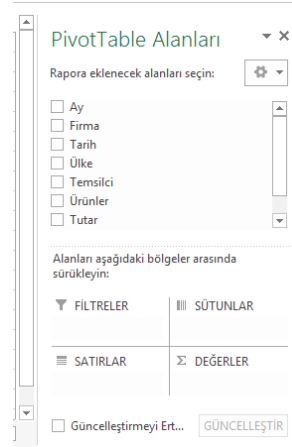 PivotTable Alanları
Rapora eklenecek alanları seçin:
Ay
Firma
Tarih
Ülke
Temsilci
Ürünler
Tutar
Alanları aşağıdaki bölgeler arasında
sürükleyin:
FİLTRELER
SÜTUNLAR
SATIRLAR
Σ DEĞERLER
Güncelleştirmeyi Ert...
GÜNCELLEŞTİR